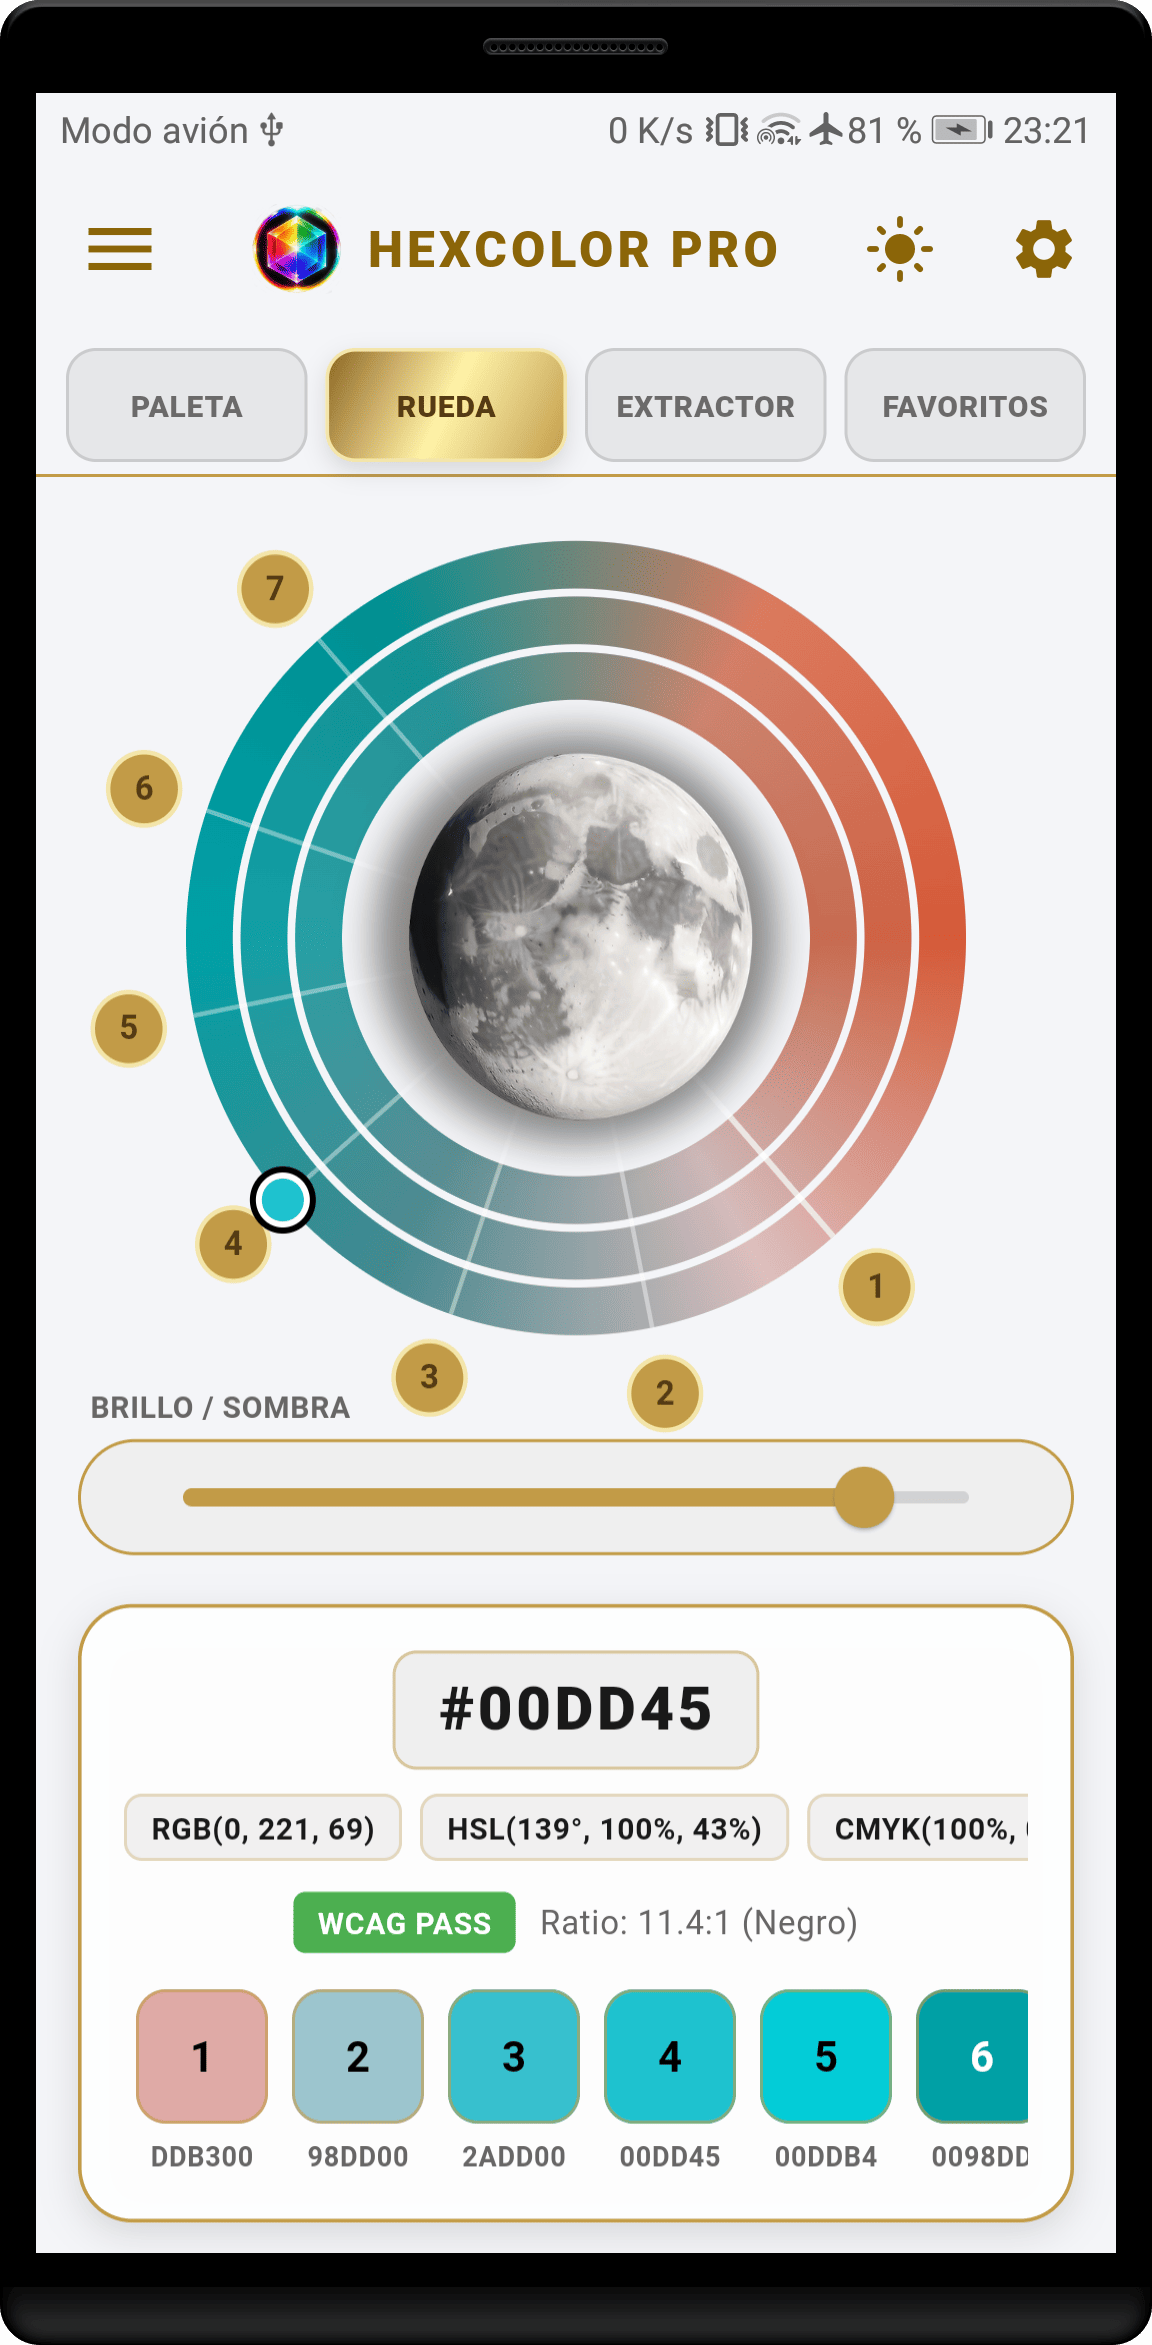 Modo avión 0 K/s 81 % 23:21
HEXCOLOR PRO
PALETA RUEDA EXTRACTOR FAVORITOS
7
6
5
4
1
3
2
BRILLO / SOMBRA
#00DD45
RGB(0, 221, 69) HSL(139°, 100%, 43%) CMYK(100%,
WCAG PASS Ratio: 11.4:1 (Negro)
1 2 3 4 5 6
DDB300 98DD00 2ADD00 00DD45 00DDB4 0098DD